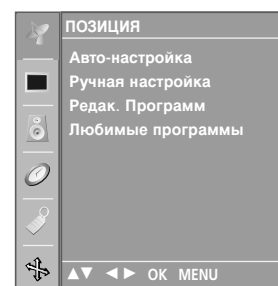 ПОЗИЦИЯ
Авто-настройка
Ручная настройка
Редак. Программ
Любимые программы
▲▼ ◄► OK MENU